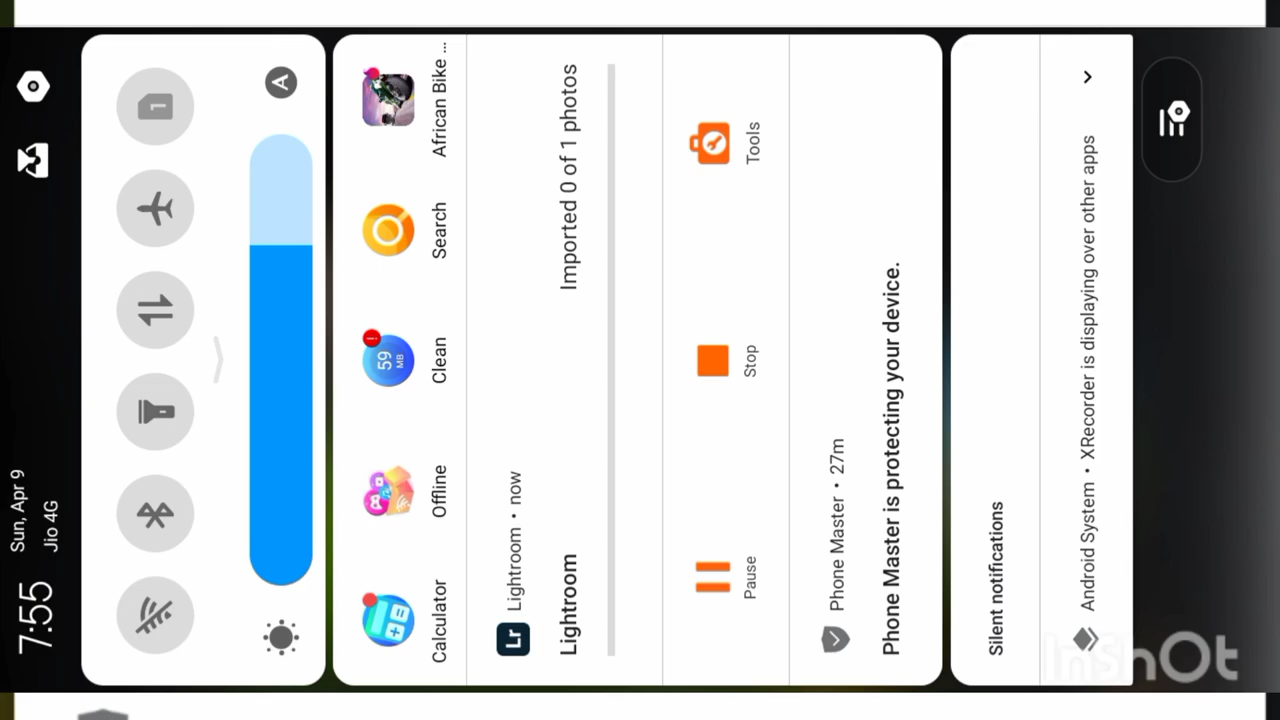 7:55
Sun, Apr 9
Jio 4G
1
A
Calculator
Offline
59
MB
Clean
Search
African Bike ...
Lr
Lightroom • now
Lightroom
Imported 0 of 1 photos
Pause
Stop
Tools
Phone Master • 27m
Phone Master is protecting your device.
Silent notifications
Android System • XRecorder is displaying over other apps
InShOt